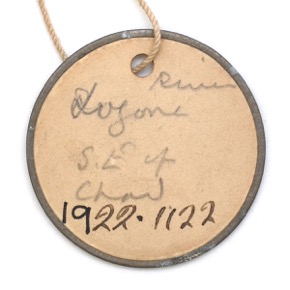 River
Logone
S.E of
Chad
1922.1122